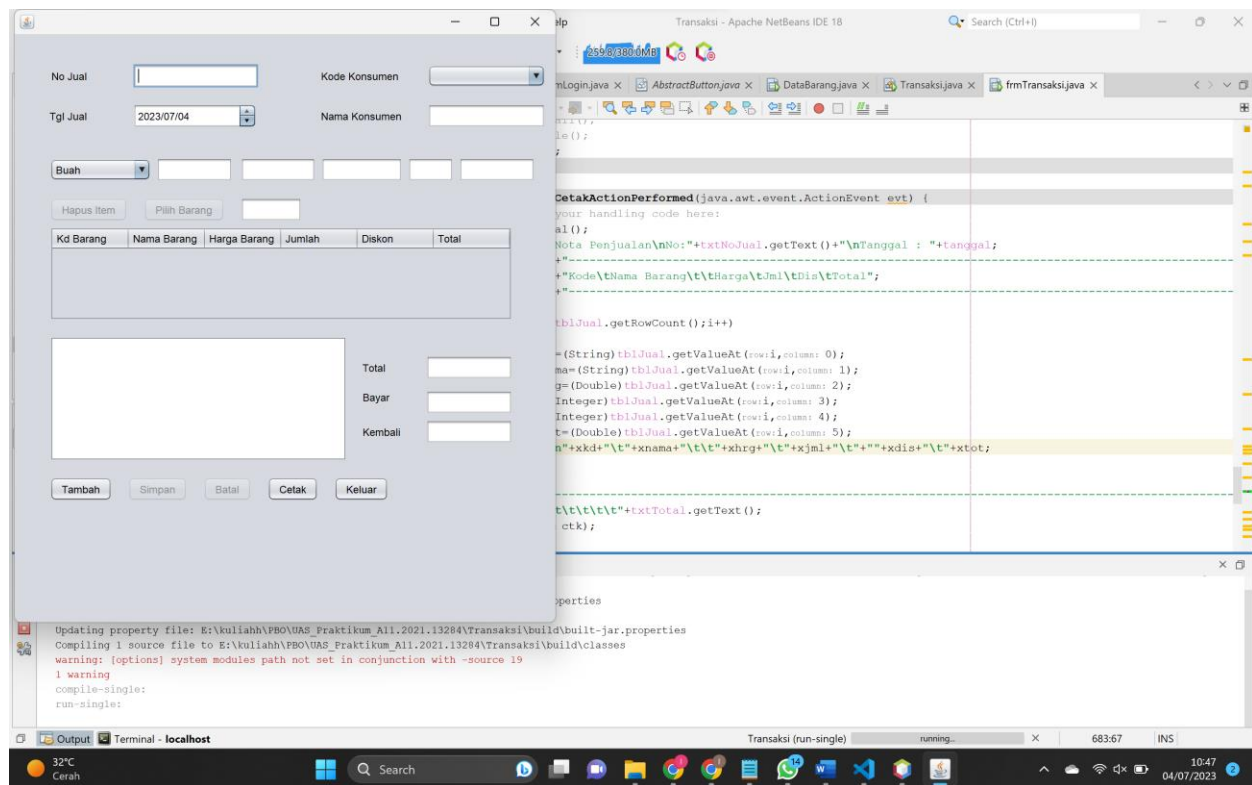 elp
Transaksi - Apache NetBeans IDE 18
Search (Ctrl+I)
259.8/380.0MB
nLogin.java
AbstractButton.java
DataBarang.java
Transaksi.java
frmTransaksi.java
No Jual
Kode Konsumen
Tgl Jual
2023/07/04
Nama Konsumen
Buah
Hapus Item
Pilih Barang
Kd Barang
Nama Barang
Harga Barang
Jumlah
Diskon
Total
Total
Bayar
Kembali
Tambah
Simpan
Batal
Cetak
Keluar
le();
;
CetakActionPerformed(java.awt.event.ActionEvent evt) {
your handling code here:
al();
Nota Penjualan\nNo:"+txtNoJual.getText()+"\nTanggal : "+tanggal;
+"------------------------------------------------------------
+"Kode\tNama Barang\t\tHarga\tJml\tDis\tTotal";
+"------------------------------------------------------------
tblJual.getRowCount();i++)
=(String)tblJual.getValueAt(row:i,column: 0);
ma=(String)tblJual.getValueAt(row:i,column: 1);
g=(Double)tblJual.getValueAt(row:i,column: 2);
Integer)tblJual.getValueAt(row:i,column: 3);
Integer)tblJual.getValueAt(row:i,column: 4);
t=(Double)tblJual.getValueAt(row:i,column: 5);
n"+xkd+"\t"+xnama+"\t\t"+xhrg+"\t"+xjml+"\t"+""+xdis+"\t"+xtot;
------------------------------------------------------------
t\t\t\t\t"+txtTotal.getText();
ctk);
operties
Updating property file: E:\kuliahh\PBO\UAS_Praktikum_A11.2021.13284\Transaksi\build\built-jar.properties
Compiling 1 source file to E:\kuliahh\PBO\UAS_Praktikum_A11.2021.13284\Transaksi\build\classes
warning: [options] system modules path not set in conjunction with -source 19
1 warning
compile-single:
run-single:
Output
Terminal - localhost
Transaksi (run-single)
running...
683:67
INS
32°C
Cerah
Search
14
10:47
04/07/2023
2